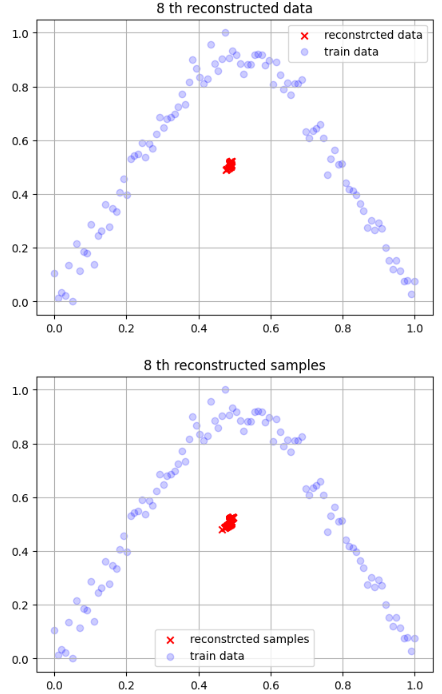 8 th reconstructed data
1.0
0.8
0.6
0.4
0.2
0.0
0.0 0.2 0.4 0.6 0.8 1.0
reconstrcted data
train data
8 th reconstructed samples
1.0
0.8
0.6
0.4
0.2
0.0
reconstrcted samples
train data
0.0 0.2 0.4 0.6 0.8 1.0